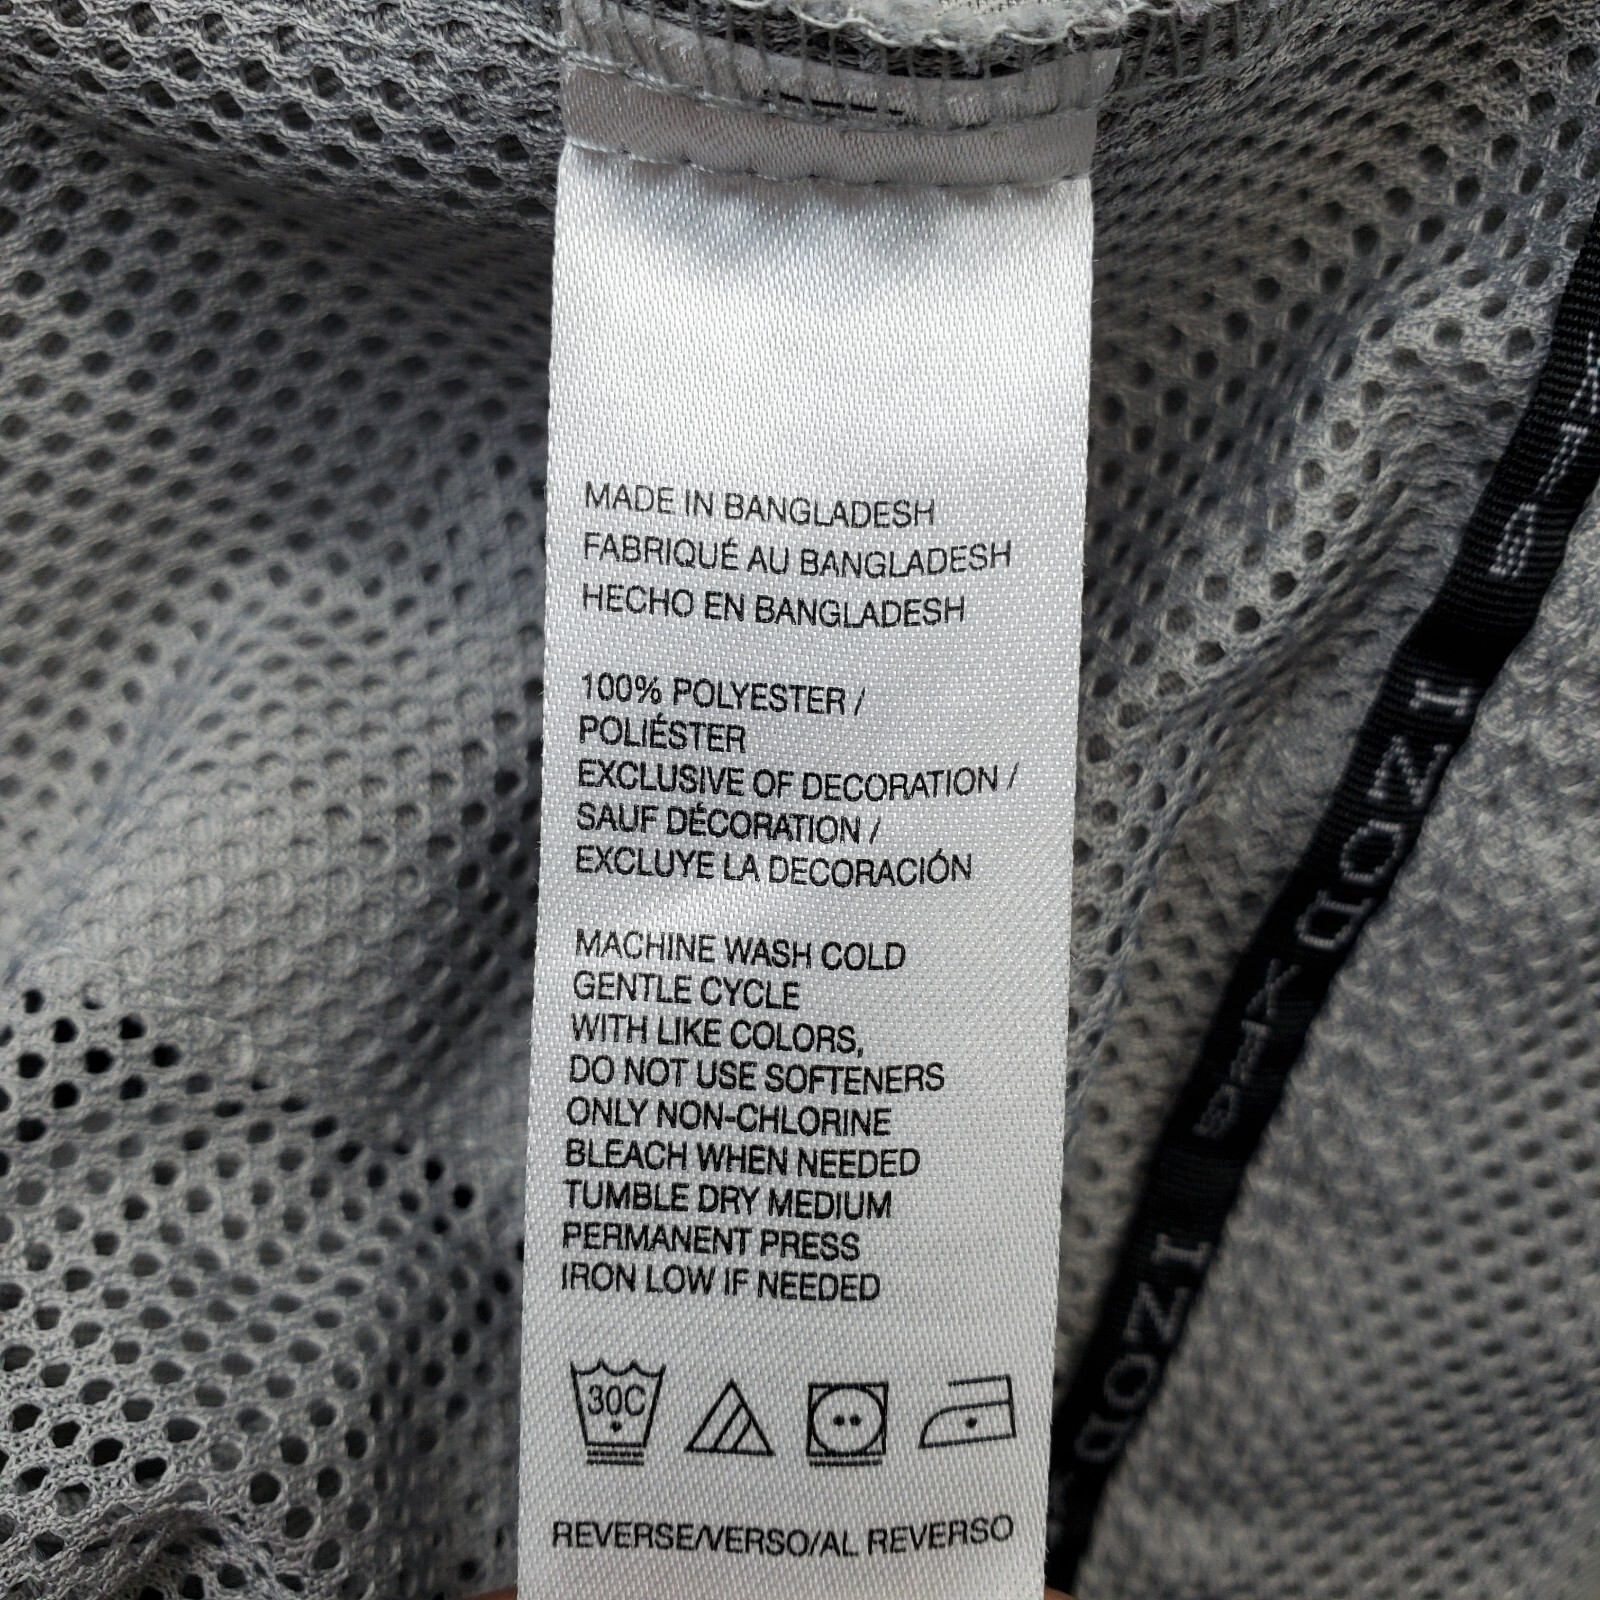 MADE IN BANGLADESH
FABRIQUÉ AU BANGLADESH
HECHO EN BANGLADESH
100% POLYESTER /
POLIÉSTER
EXCLUSIVE OF DECORATION /
SAUF DÉCORATION /
EXCLUYE LA DECORACIÓN
MACHINE WASH COLD
GENTLE CYCLE
WITH LIKE COLORS,
DO NOT USE SOFTENERS
ONLY NON-CHLORINE
BLEACH WHEN NEEDED
TUMBLE DRY MEDIUM
PERMANENT PRESS
IRON LOW IF NEEDED
30C
REVERSE/VERSO/AL REVERSO